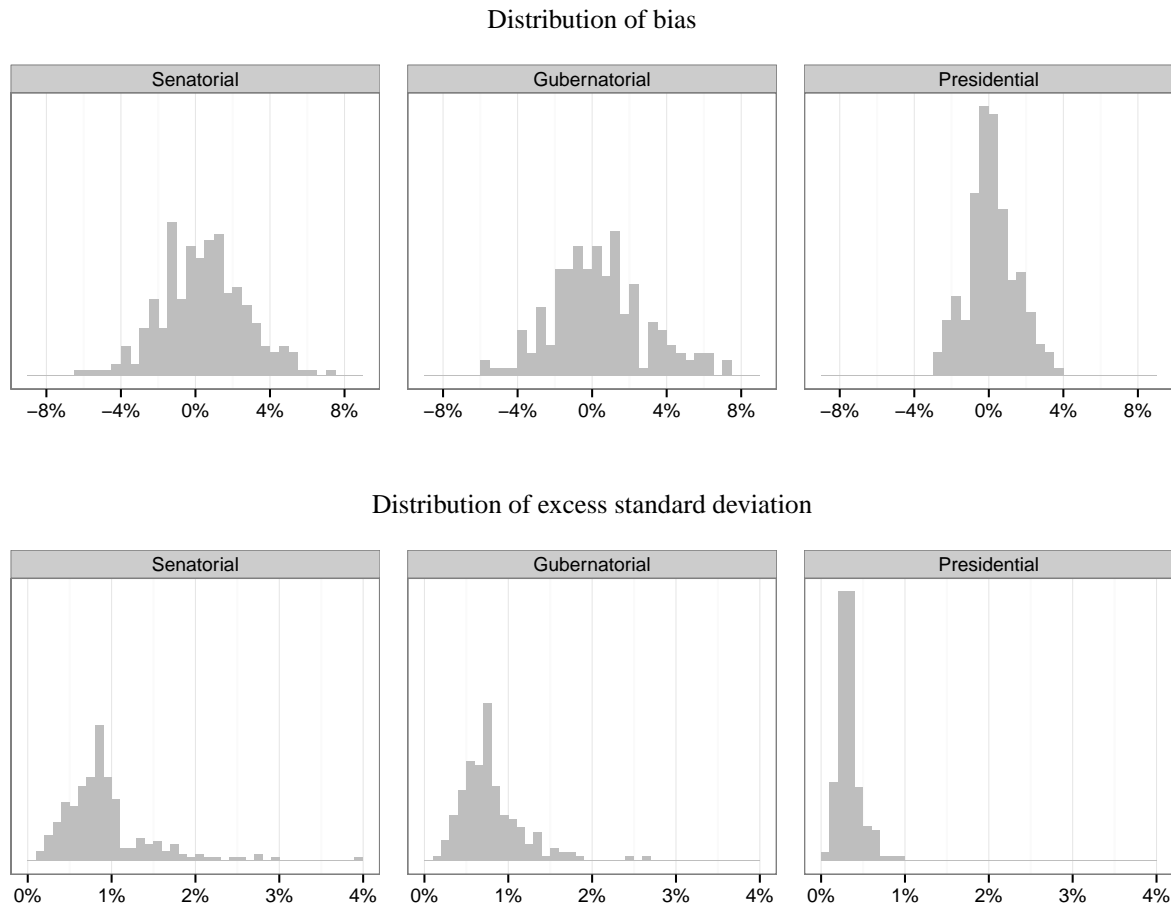 Distribution of bias
Senatorial Gubernatorial Presidential
−8% −4% 0% 4% 8% −8% −4% 0% 4% 8% −8% −4% 0% 4% 8%
Distribution of excess standard deviation
Senatorial Gubernatorial Presidential
0% 1% 2% 3% 4% 0% 1% 2% 3% 4% 0% 1% 2% 3% 4%